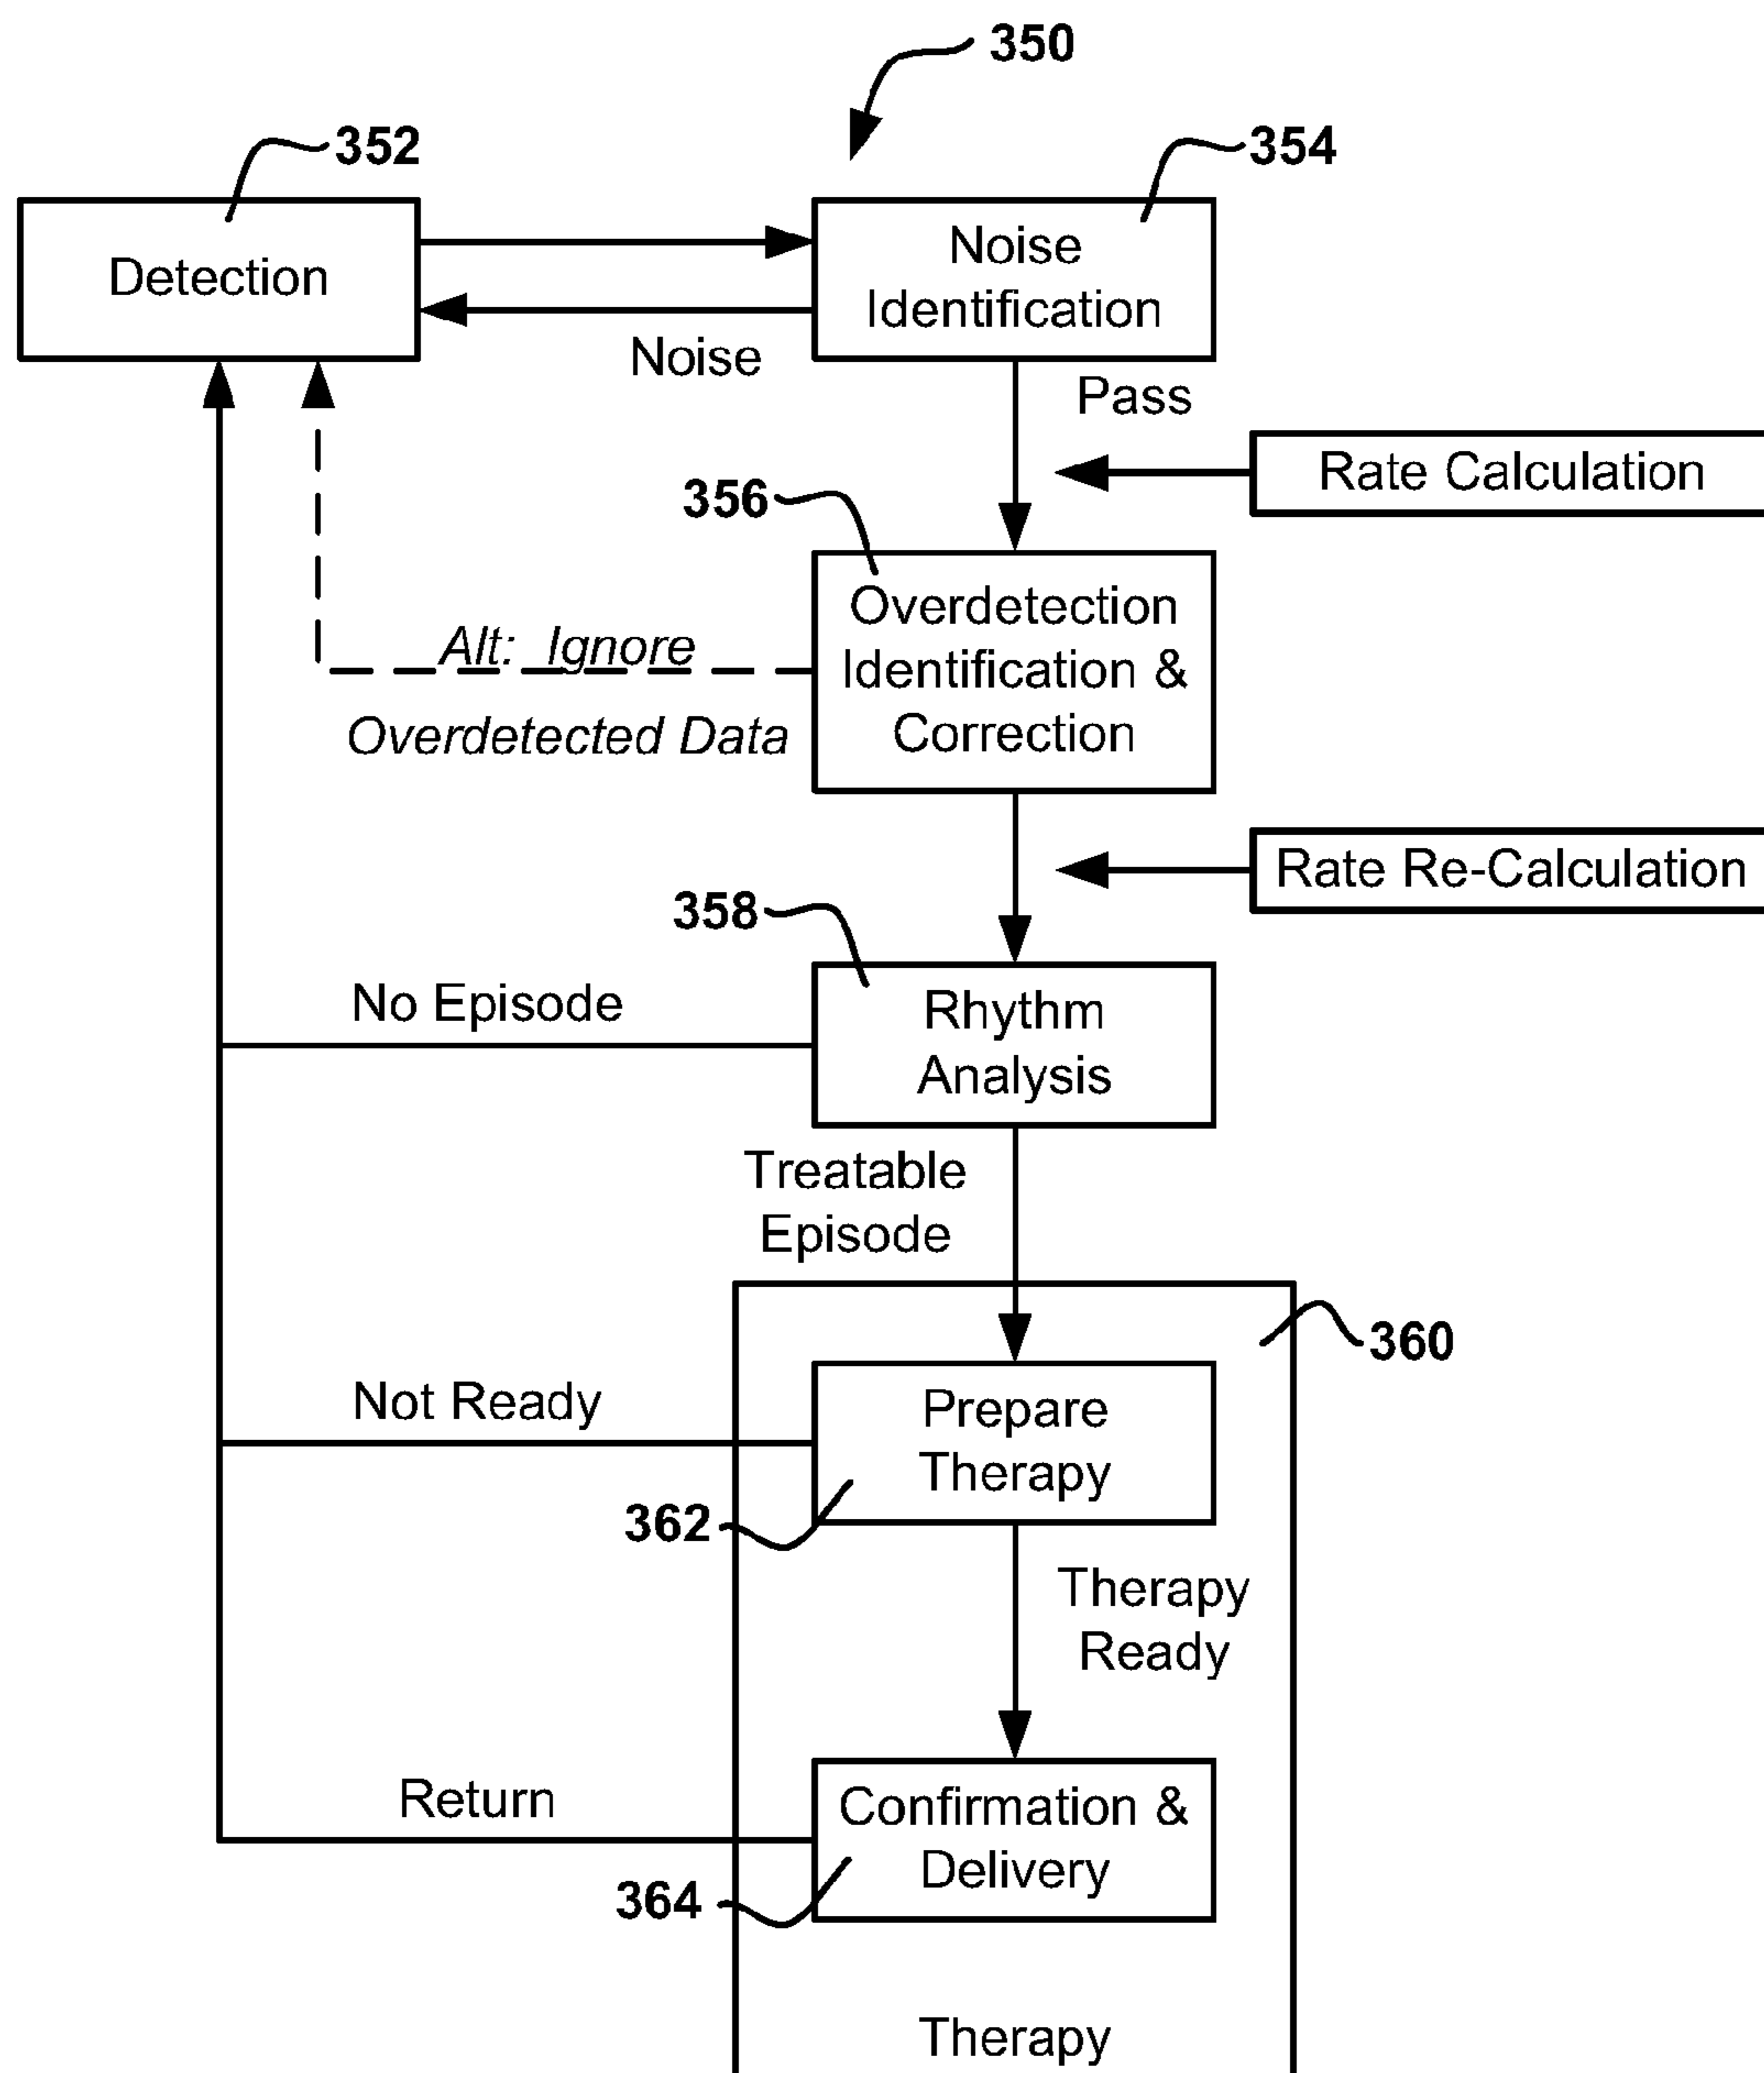 350
352
354
Detection
Noise
Identification
Noise
Pass
Rate Calculation
356
Overdetection
Identification &
Correction
Alt: Ignore
Overdetected Data
Rate Re-Calculation
358
Rhythm
Analysis
No Episode
Treatable
Episode
360
Prepare
Therapy
Not Ready
362
Therapy
Ready
Confirmation &
Delivery
Return
364
Therapy